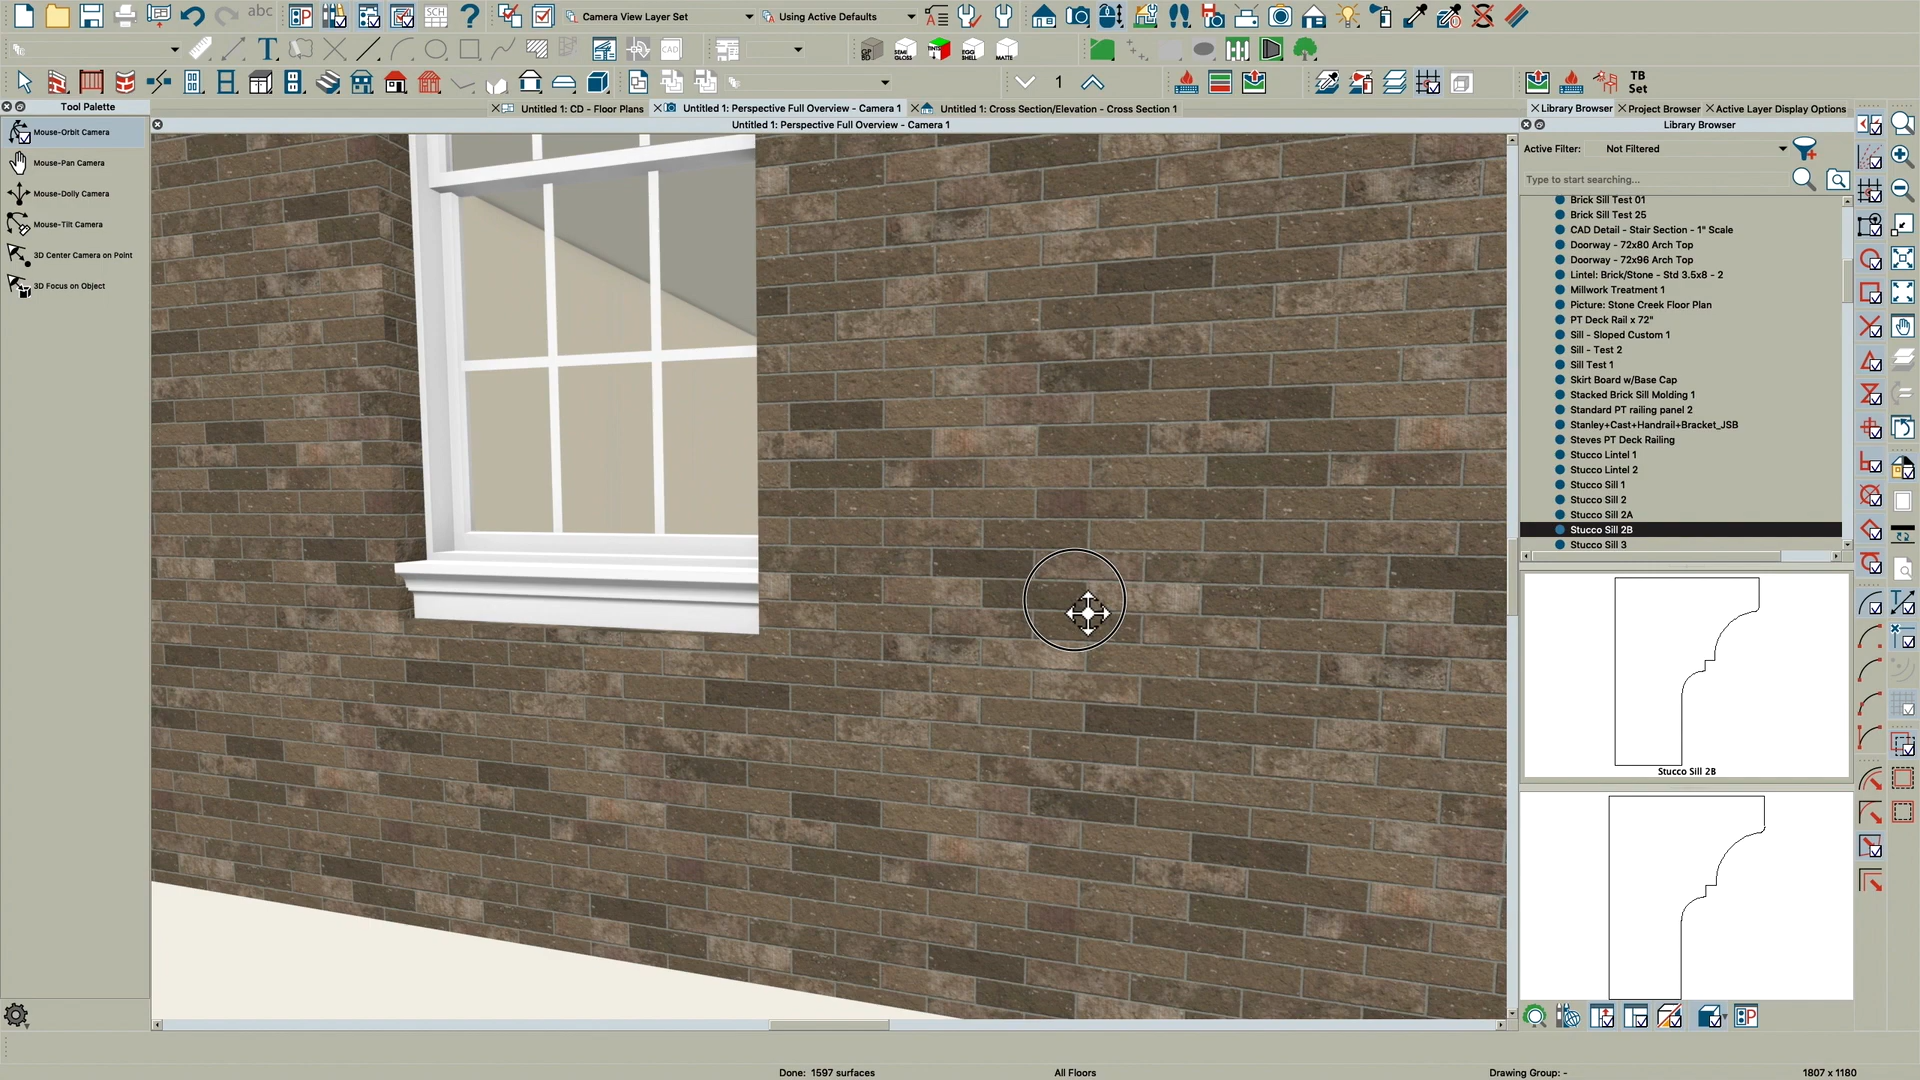 abc
SCH
Camera View Layer Set
Using Active Defaults
T
CAD
SEMI GLOSS
TINTS
EGG SHELL
MATTE
1
TB
Set
Tool Palette
Untitled 1: CD - Floor Plans
Untitled 1: Perspective Full Overview - Camera 1
Untitled 1: Cross Section/Elevation - Cross Section 1
Library Browser
Project Browser
Active Layer Display Options
Untitled 1: Perspective Full Overview - Camera 1
Library Browser
Mouse-Orbit Camera
Mouse-Pan Camera
Mouse-Dolly Camera
Mouse-Tilt Camera
3D Center Camera on Point
3D Focus on Object
Active Filter:
Not Filtered
Type to start searching...
Brick Sill Test 01
Brick Sill Test 25
CAD Detail - Stair Section - 1" Scale
Doorway - 72x80 Arch Top
Doorway - 72x96 Arch Top
Lintel: Brick/Stone - Std 3.5x8 - 2
Millwork Treatment 1
Picture: Stone Creek Floor Plan
PT Deck Rail x 72"
Sill - Sloped Custom 1
Sill - Test 2
Sill Test 1
Skirt Board w/Base Cap
Stacked Brick Sill Molding 1
Standard PT railing panel 2
Stanley+Cast+Handrail+Bracket_JSB
Steves PT Deck Railing
Stucco Lintel 1
Stucco Lintel 2
Stucco Sill 1
Stucco Sill 2
Stucco Sill 2A
Stucco Sill 2B
Stucco Sill 3
Stucco Sill 2B
Done: 1597 surfaces
All Floors
Drawing Group: -
1807 x 1180